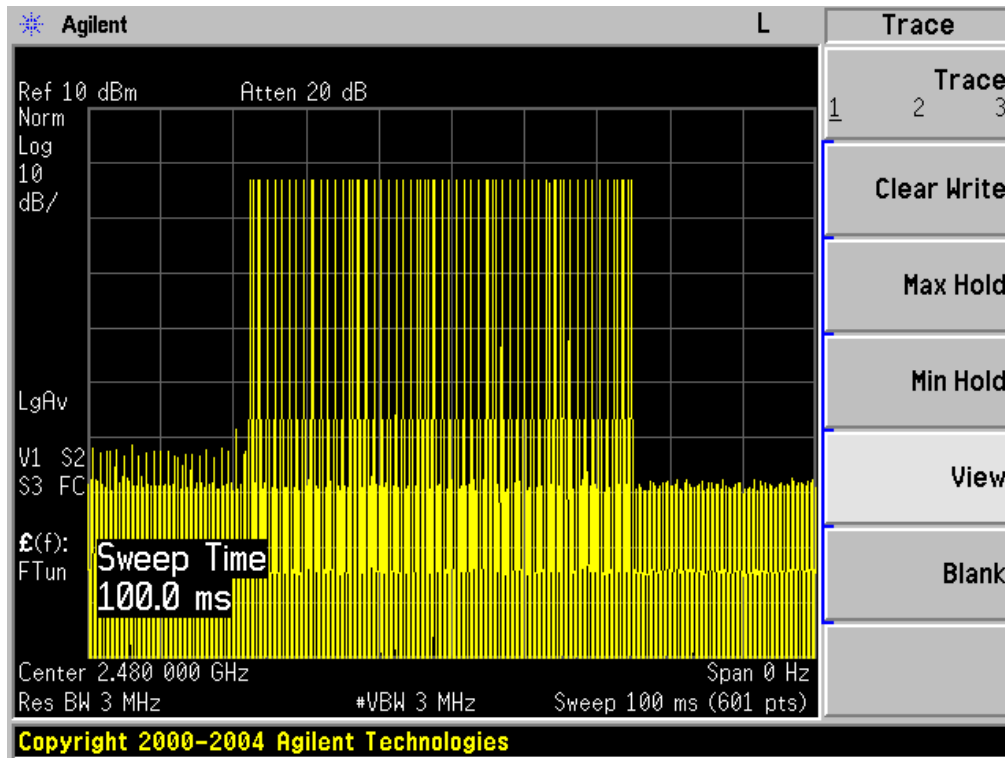 Agilent L Trace
Ref 10 dBm Atten 20 dB
Norm
Log
10
dB/
LgAv
V1 S2
S3 FC
£(f):
FTun
Sweep Time
100.0 ms
Center 2.480 000 GHz Span 0 Hz
Res BW 3 MHz #VBW 3 MHz Sweep 100 ms (601 pts)
Copyright 2000-2004 Agilent Technologies
Trace
1 2 3
Clear Write
Max Hold
Min Hold
View
Blank